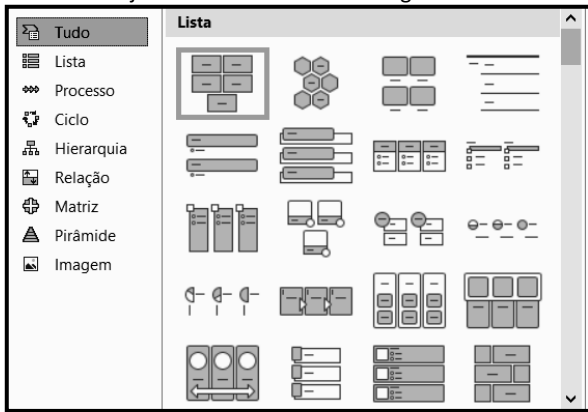 Lista
Tudo
Lista
Processo
Ciclo
Hierarquia
Relação
Matriz
Pirâmide
Imagem